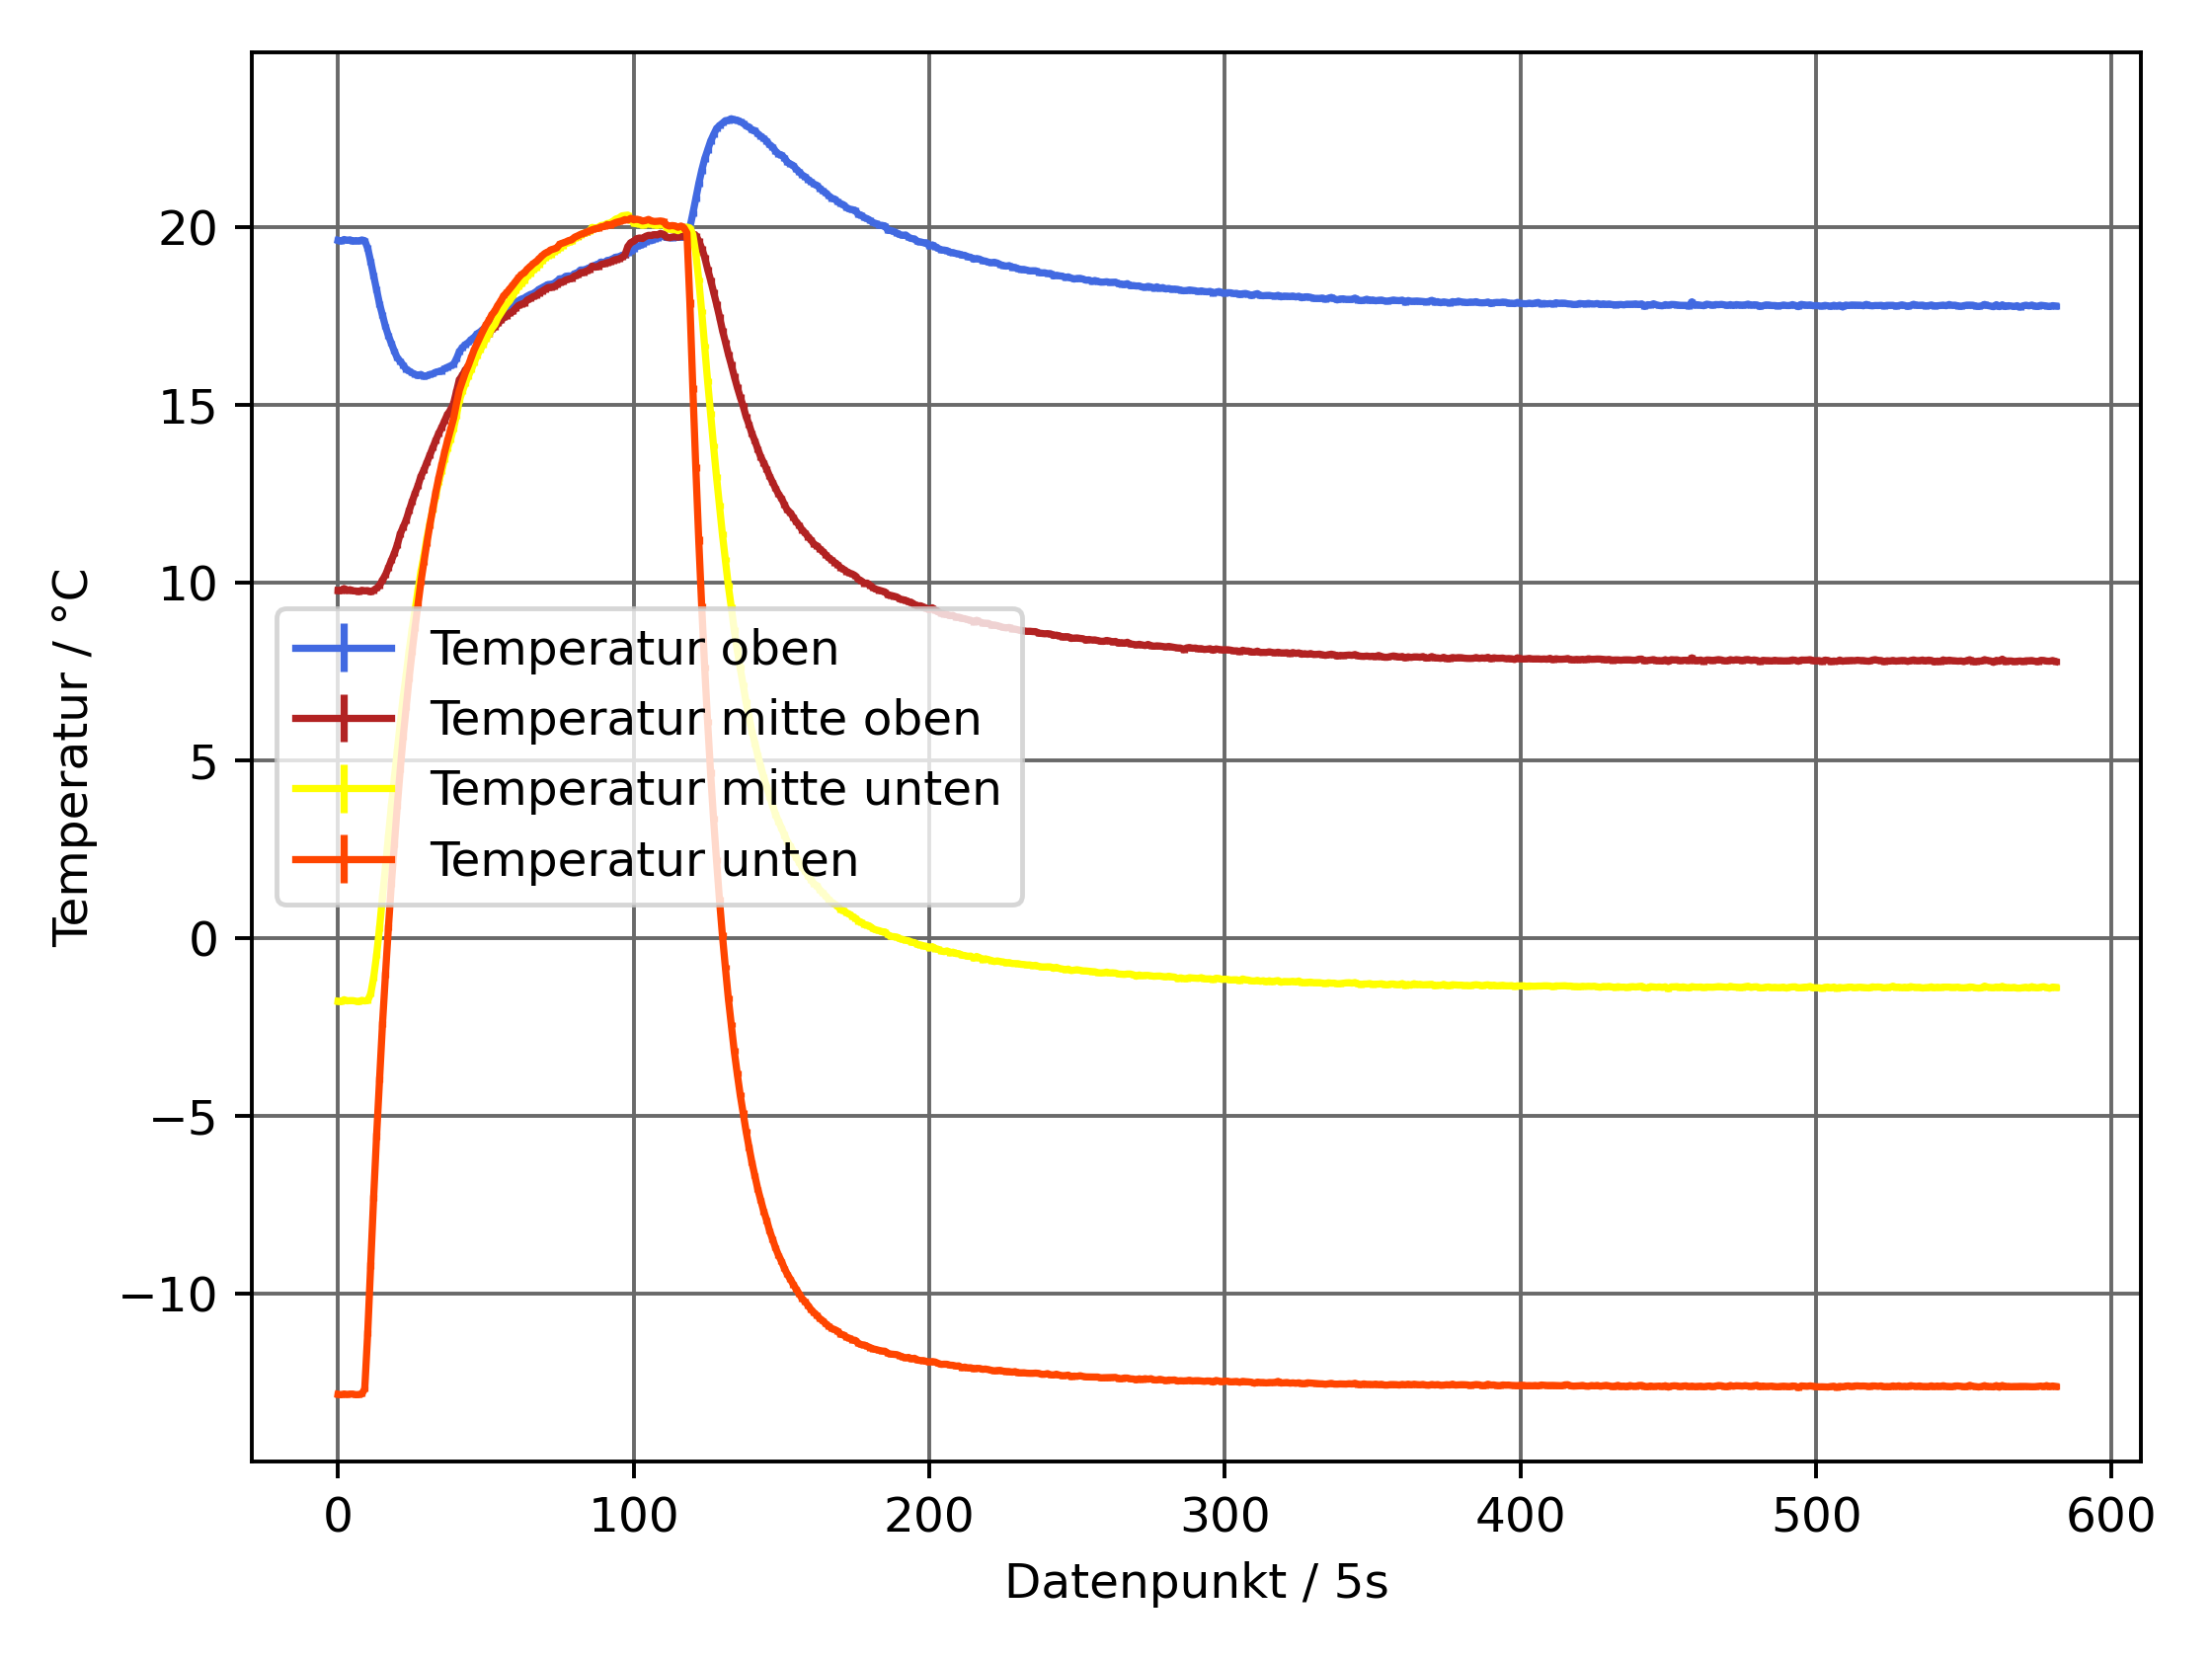 Temperatur / °C
20
15
10
5
0
−5
−10
Temperatur oben
Temperatur mitte oben
Temperatur mitte unten
Temperatur unten
0 100 200 300 400 500 600
Datenpunkt / 5s